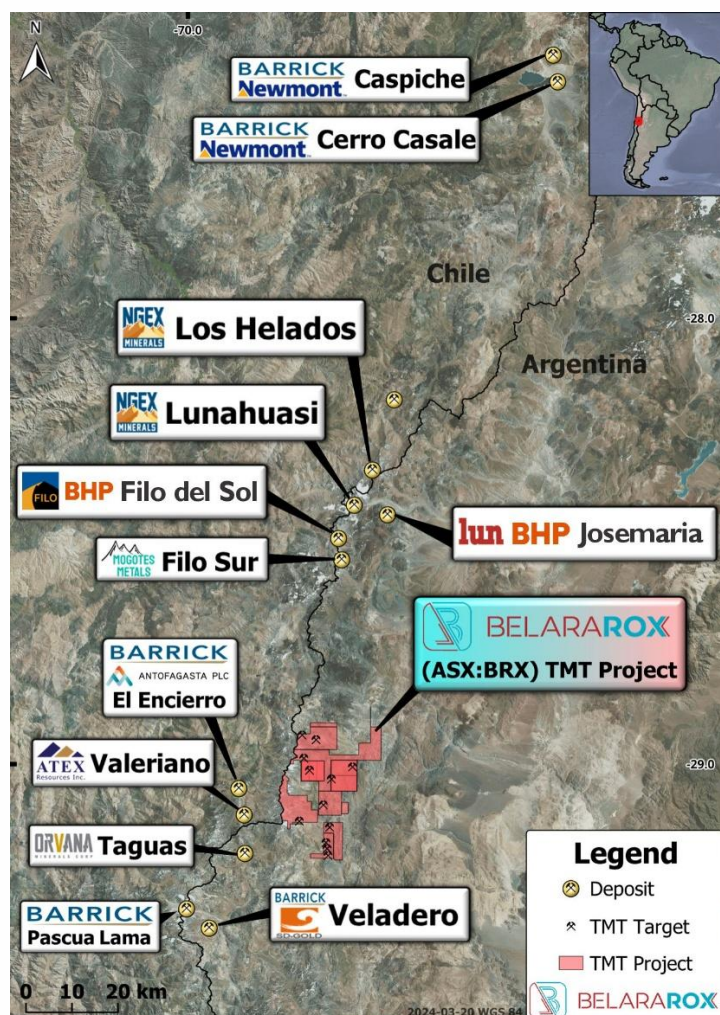 N
-70.0
BARRICK
Newmont™
Caspiche
BARRICK
Newmont™
Cerro Casale
Chile
-28.0
Argentina
NGEX
MINERALS
Los Helados
NGEX
MINERALS
Lunahuasi
FILO
BHP Filo del Sol
lun BHP Josemaria
MOGOTES
METALS
Filo Sur
BELARAROX
(ASX:BRX) TMT Project
BARRICK
ANTOFAGASTA PLC
El Encierro
-29.0
ATEX
Resources Inc.
Valeriano
ORVANA
MINERALS CORP
Taguas
BARRICK
Pascua Lama
BARRICK
SD-GOLD
Veladero
Legend
Deposit
TMT Target
TMT Project
BELARAROX
0 10 20 km
2024-03-20 WGS 84